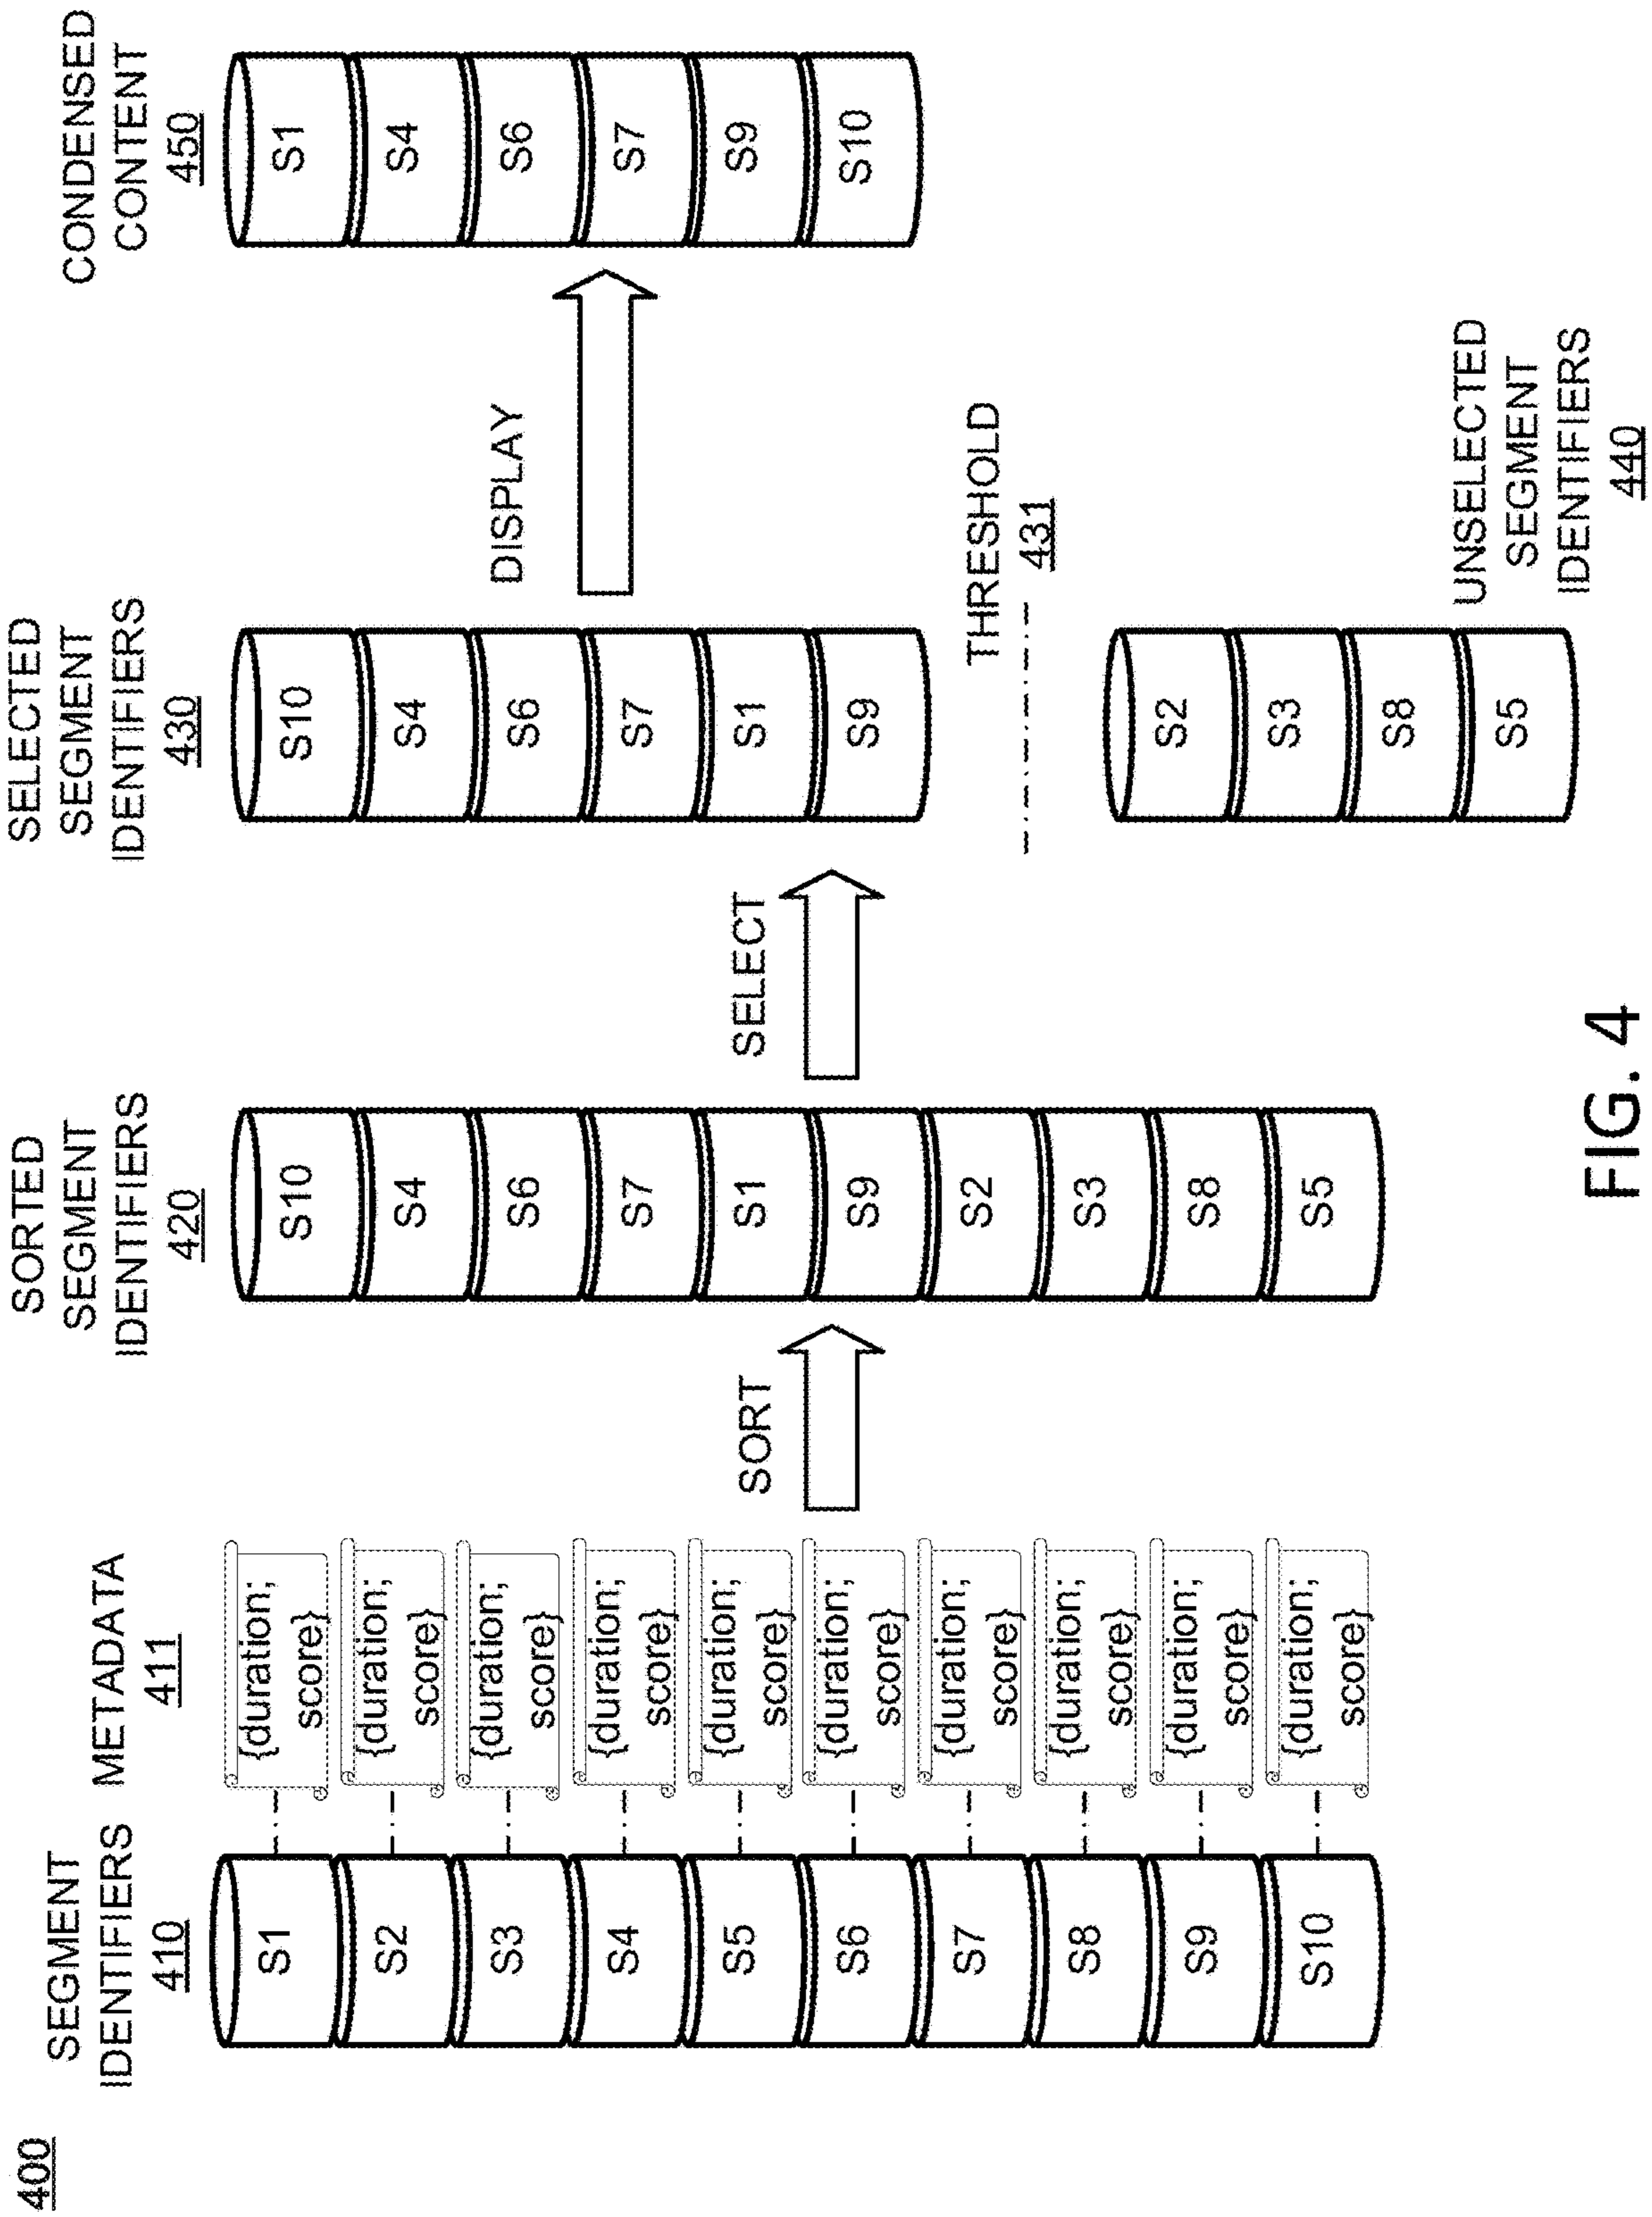 400
SEGMENT
IDENTIFIERS
410
S1
S2
S3
S4
S5
S6
S7
S8
S9
S10
METADATA
411
{duration;
score}
{duration;
score}
{duration;
score}
{duration;
score}
{duration;
score}
{duration;
score}
{duration;
score}
{duration;
score}
{duration;
score}
{duration;
score}
SORT
SORTED
SEGMENT
IDENTIFIERS
420
S10
S4
S6
S7
S1
S9
S2
S3
S8
S5
SELECT
SELECTED
SEGMENT
IDENTIFIERS
430
S10
S4
S6
S7
S1
S9
THRESHOLD
431
S2
S3
S8
S5
UNSELECTED
SEGMENT
IDENTIFIERS
440
DISPLAY
CONDENSED
CONTENT
450
S1
S4
S6
S7
S9
S10
FIG. 4